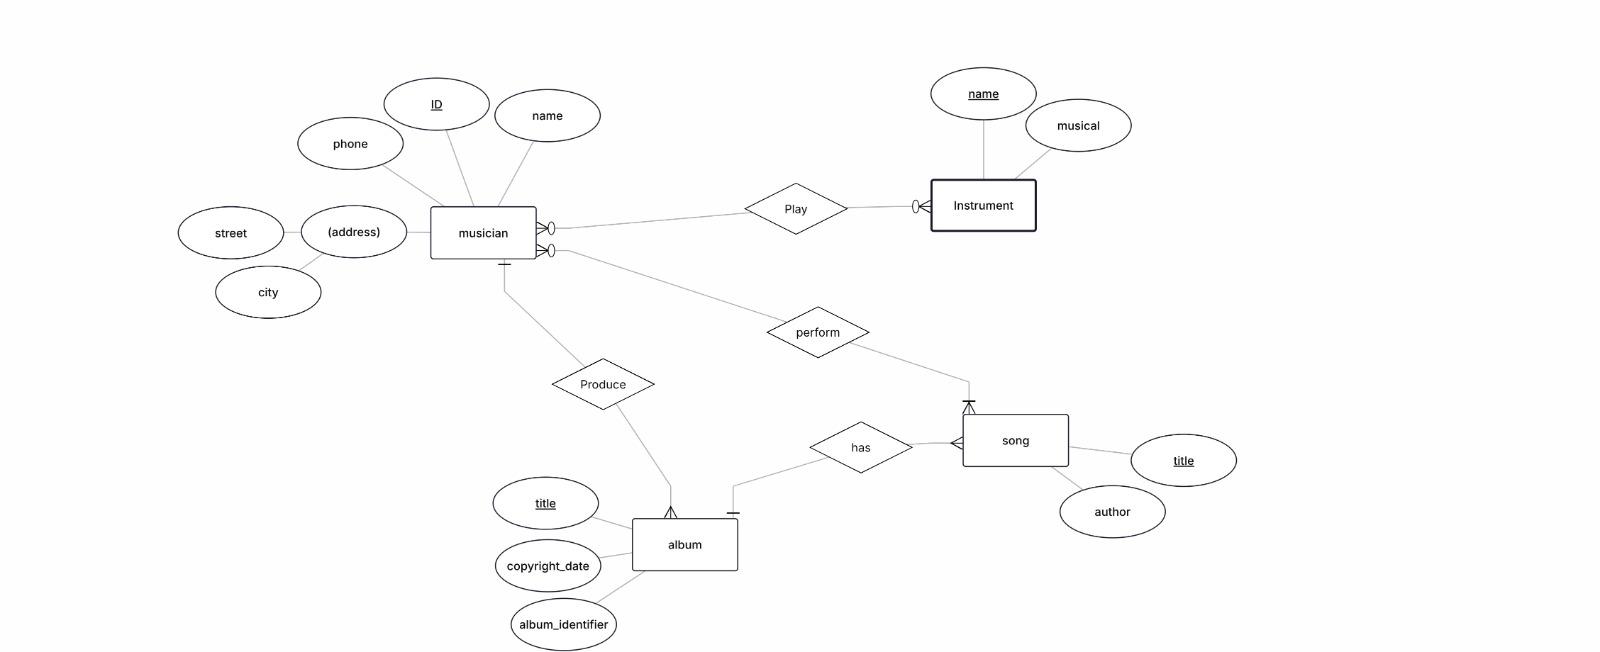 ID
name
phone
name
musical
street
(address)
musician
Play
Instrument
city
perform
Produce
has
song
title
title
author
album
copyright_date
album_identifier